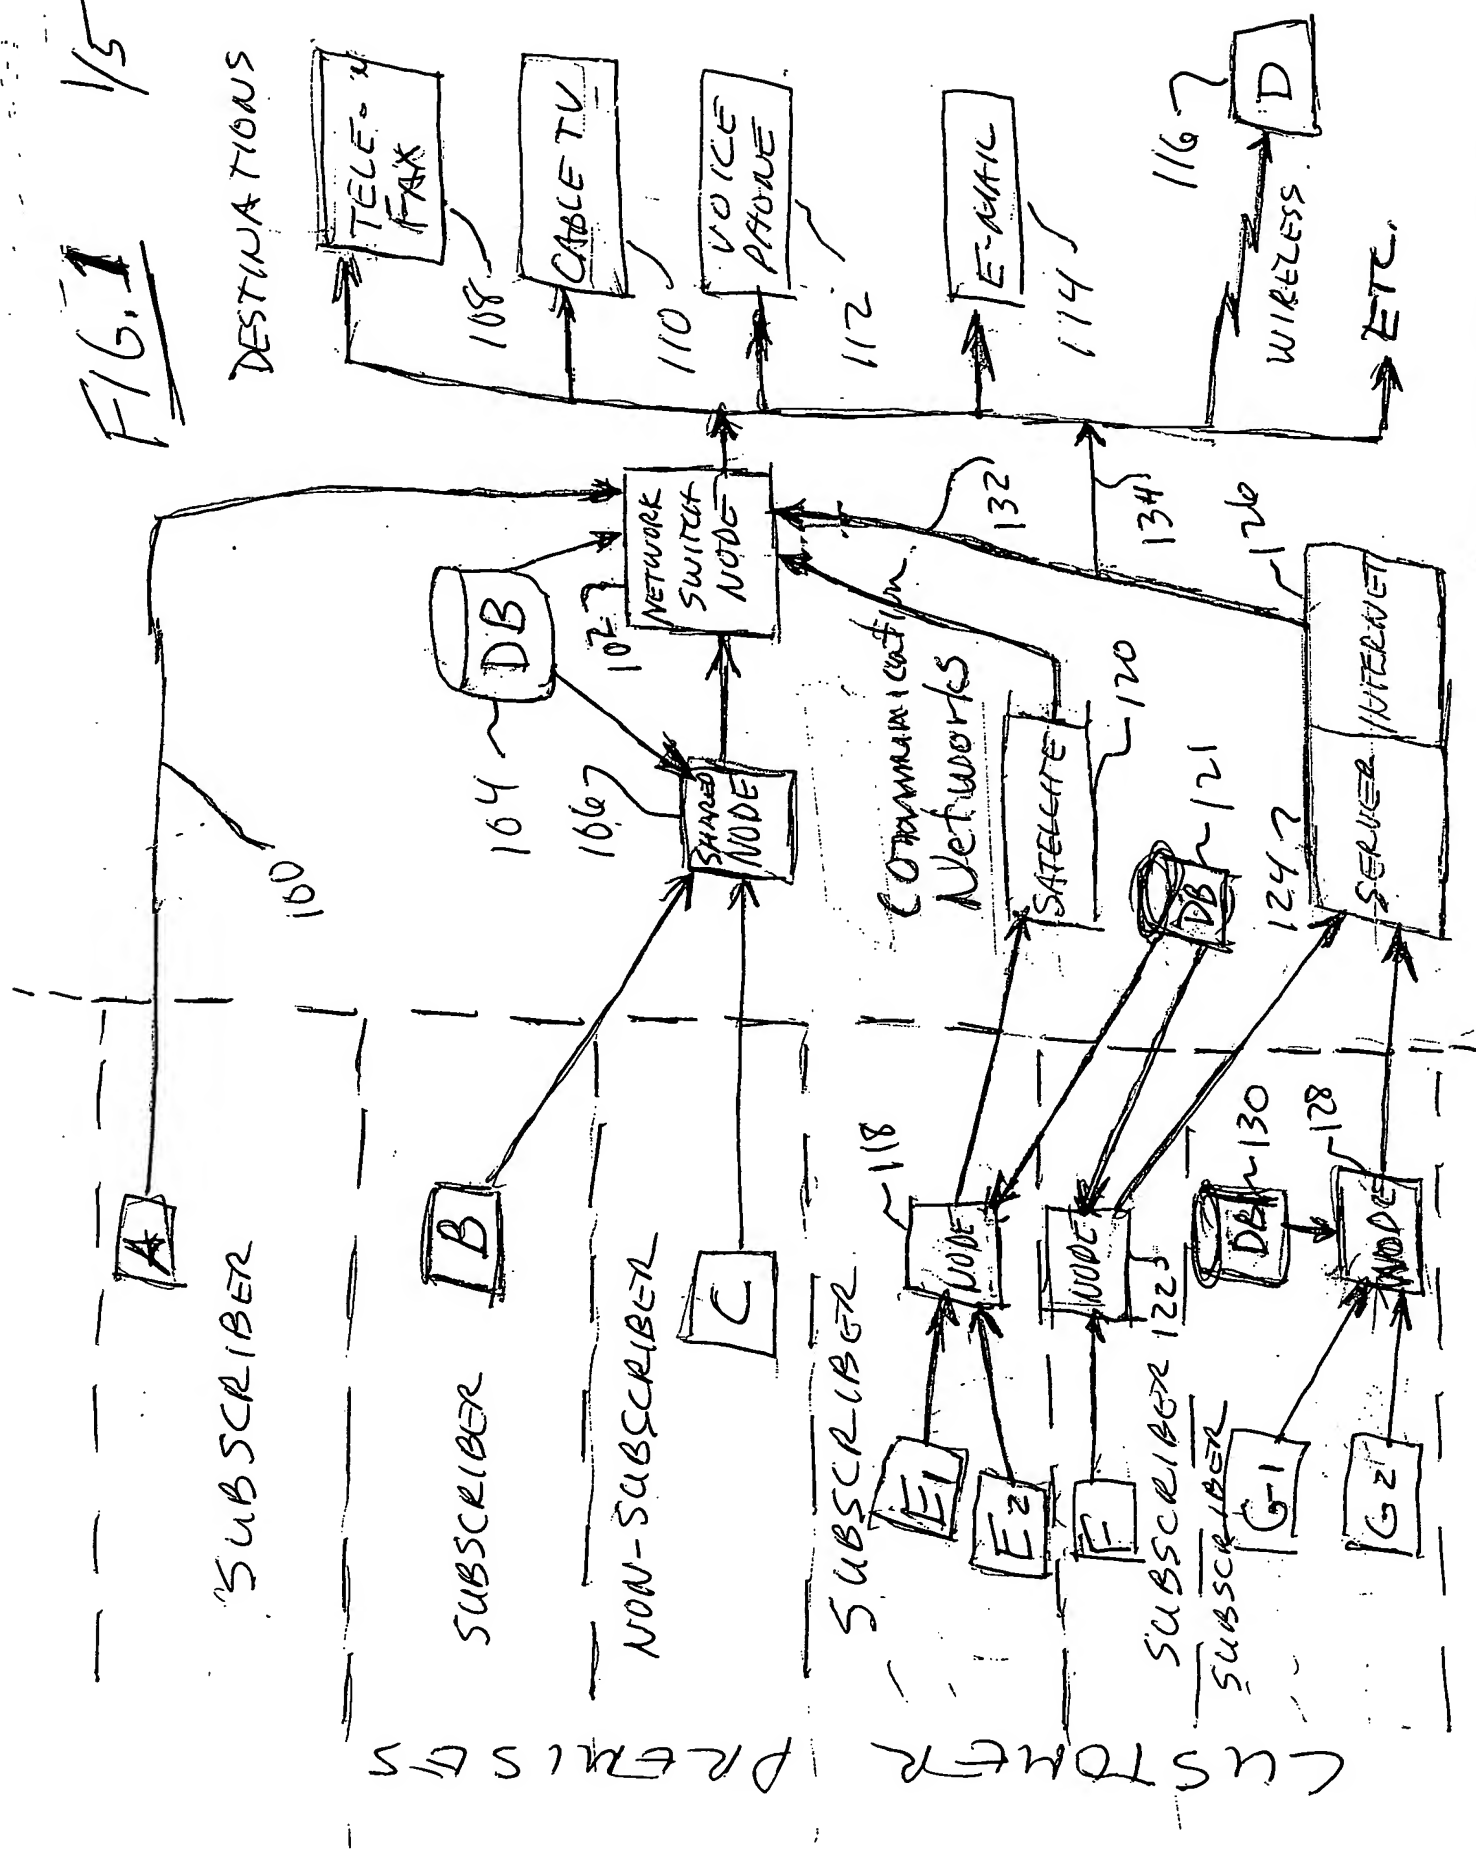 FIG. 1
1/5
DESTINATIONS
TELE-
FAX
108
CABLE TV
110
VOICE
PHONE
112
E-MAIL
114
116
D
WIRELESS
ETC.
A
SUBSCRIBER
100
DB
104
102
NETWORK
SWITCH
NODE
106
SHARED
NODE
B
SUBSCRIBER
C
NON-SUBSCRIBER
Communication
Networks
132
134
SATELLITE
120
DB
121
124
126
SERVER
INTERNET
SUBSCRIBER
E1
E2
NODE
118
F
NODE
122
SUBSCRIBER
SUBSCRIBER
G-1
G2
DB
130
NODE
128
CUSTOMER PREMISES